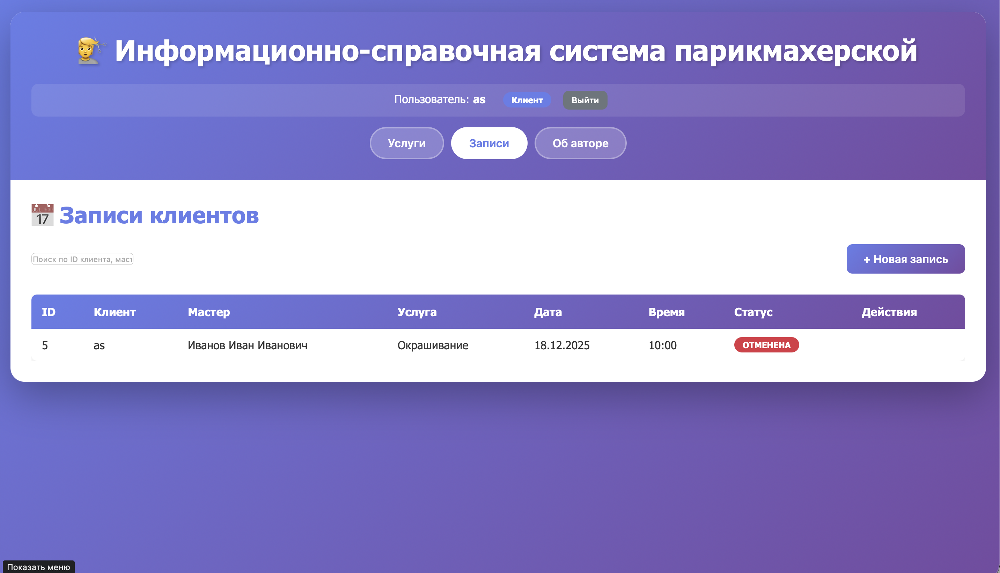 Информационно-справочная система парикмахерской
Пользователь: as Клиент Выйти
Услуги Записи Об авторе
JUL 17 Записи клиентов
Поиск по ID клиента, маст + Новая запись
ID Клиент Мастер Услуга Дата Время Статус Действия
5 as Иванов Иван Иванович Окрашивание 18.12.2025 10:00 ОТМЕНЕНА
Показать меню